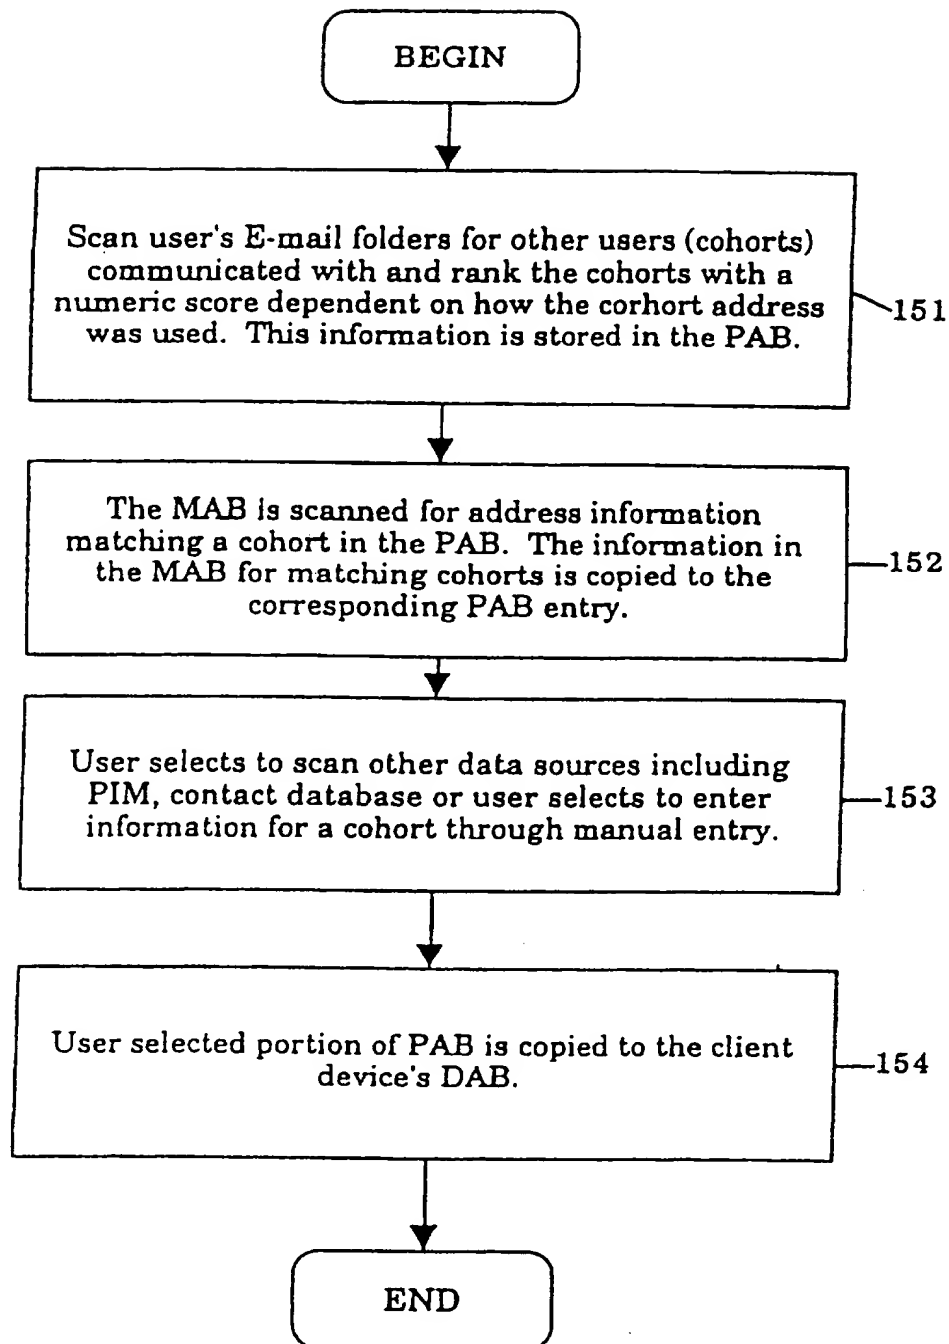 BEGIN
Scan user's E-mail folders for other users (cohorts)
communicated with and rank the cohorts with a
numeric score dependent on how the corhort address
was used. This information is stored in the PAB.
151
The MAB is scanned for address information
matching a cohort in the PAB. The information in
the MAB for matching cohorts is copied to the
corresponding PAB entry.
152
User selects to scan other data sources including
PIM, contact database or user selects to enter
information for a cohort through manual entry.
153
User selected portion of PAB is copied to the client
device's DAB.
154
END